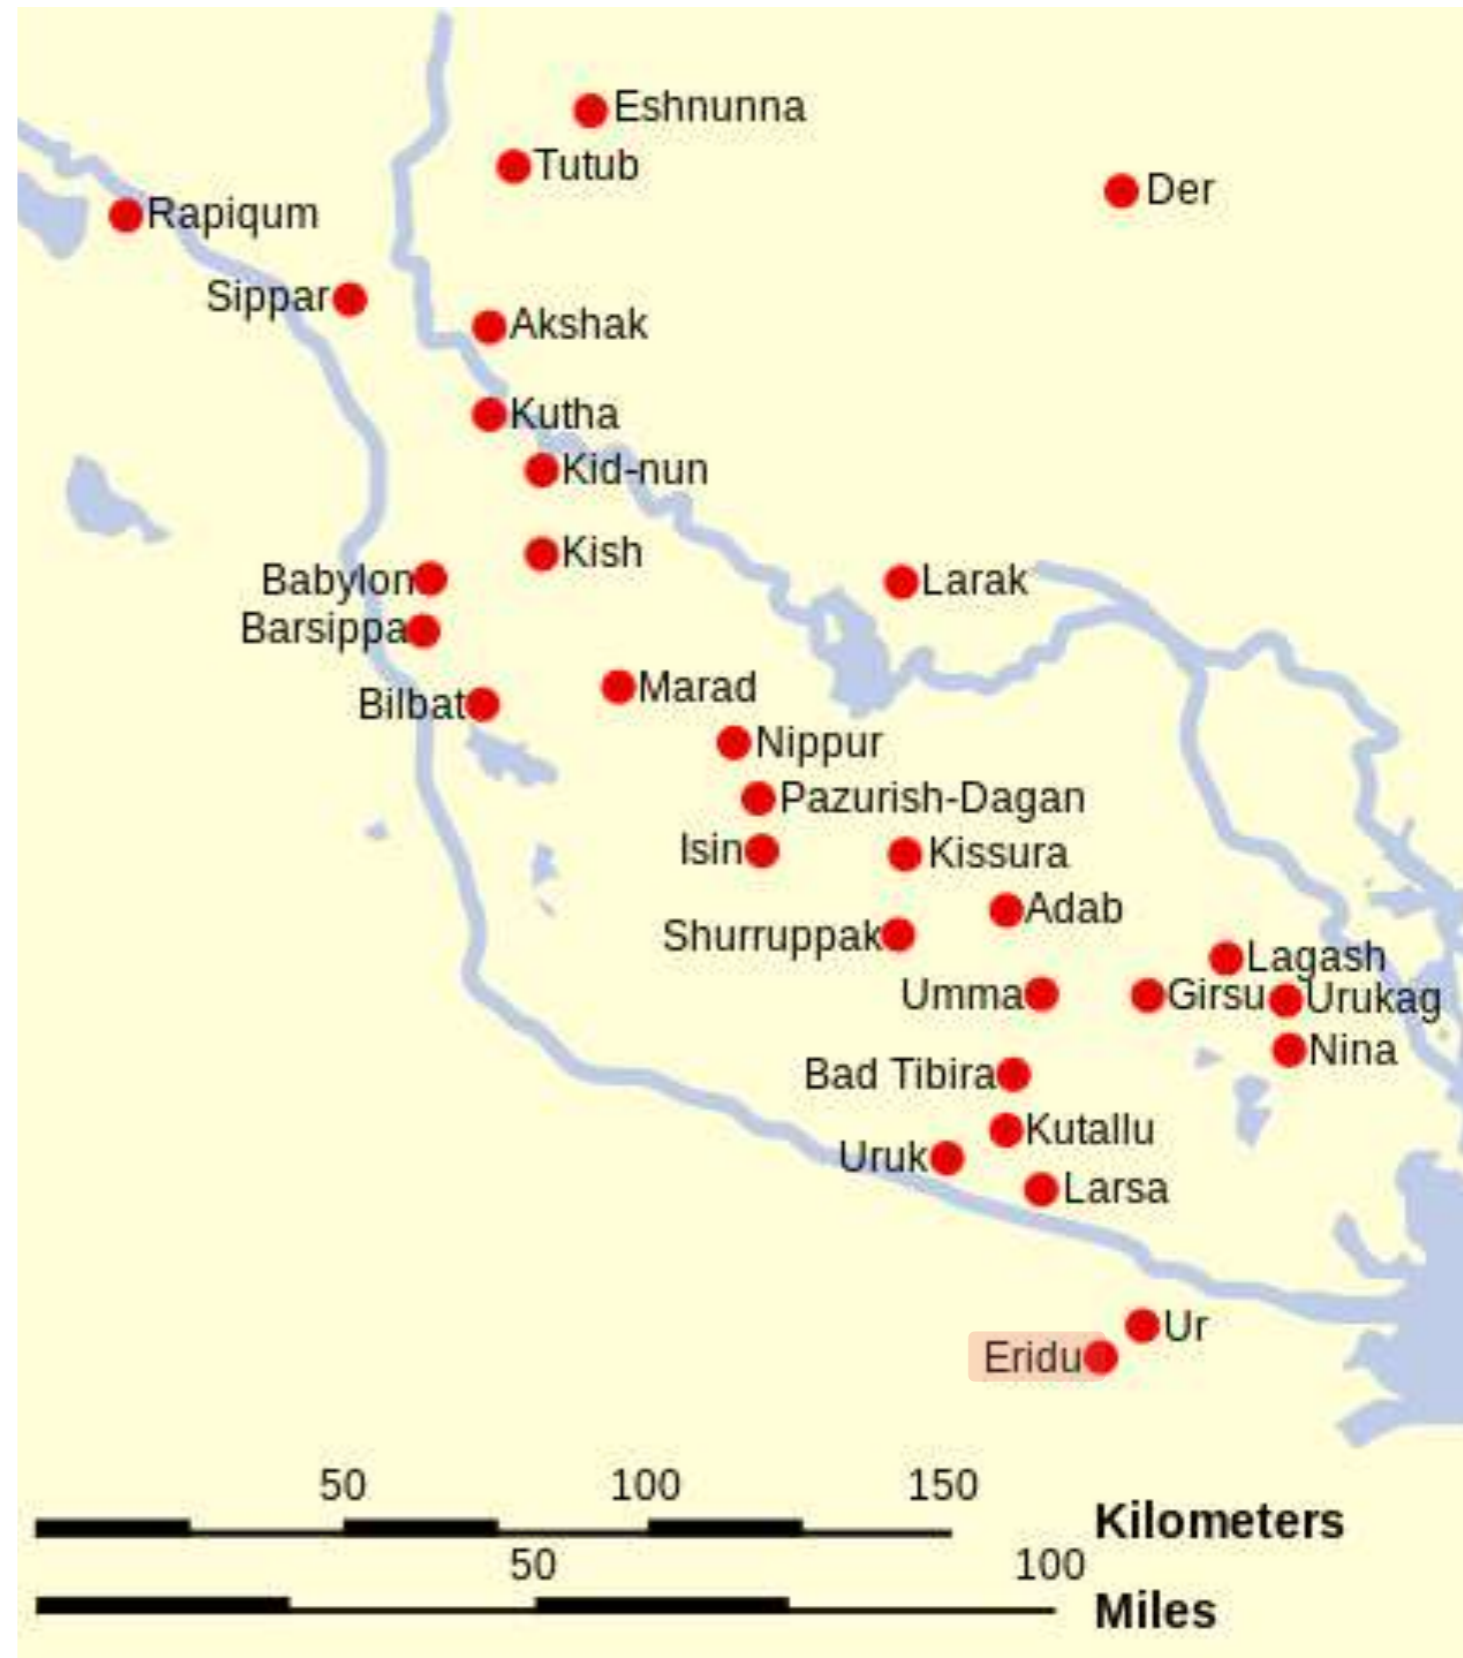 Eshnunna
Tutub
Der
Rapiqum
Sippar
Akshak
Kutha
Kid-nun
Kish
Babylon
Larak
Barsippa
Marad
Bilbat
Nippur
Pazurish-Dagan
Isin
Kissura
Adab
Shurruppak
Lagash
Umma
Girsu
Urukag
Nina
Bad Tibira
Kutallu
Uruk
Larsa
Ur
Eridu
50 100 150
Kilometers
50 100
Miles